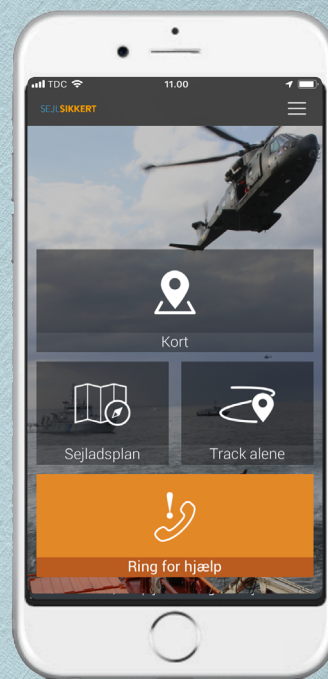 TDC
11.00
SEJLSIKKERT
Kort
Sejladsplan
Track alene
Ring for hjælp